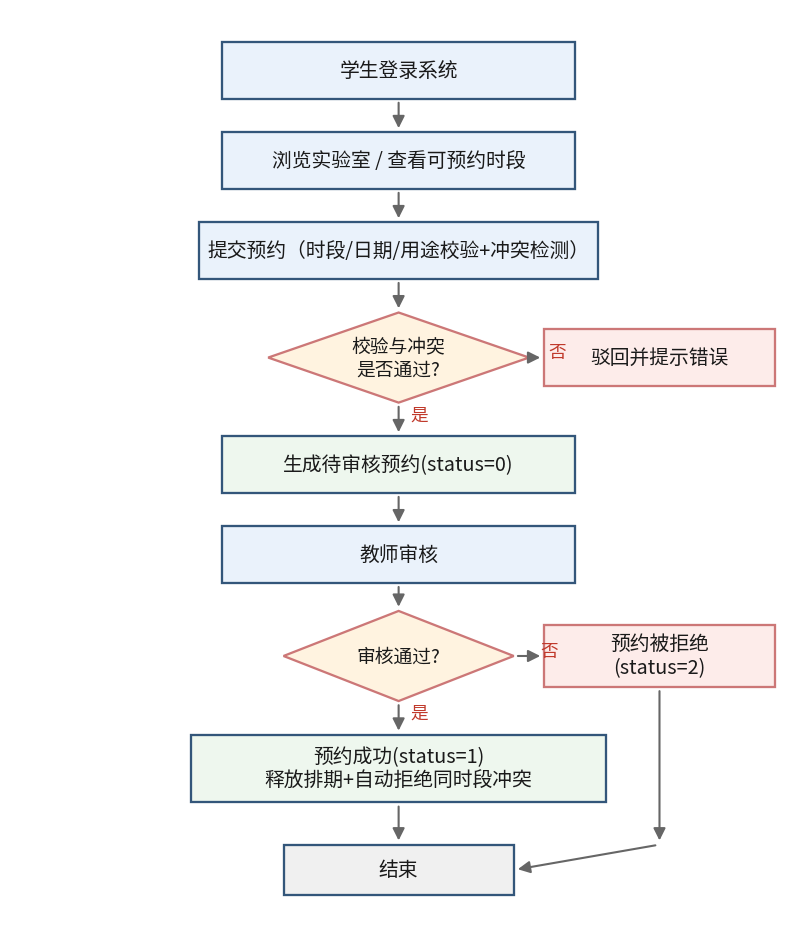 学生登录系统
浏览实验室 / 查看可预约时段
提交预约（时段/日期/用途校验+冲突检测）
校验与冲突
是否通过?
否
驳回并提示错误
是
生成待审核预约(status=0)
教师审核
审核通过?
否
预约被拒绝
(status=2)
是
预约成功(status=1)
释放排期+自动拒绝同时段冲突
结束